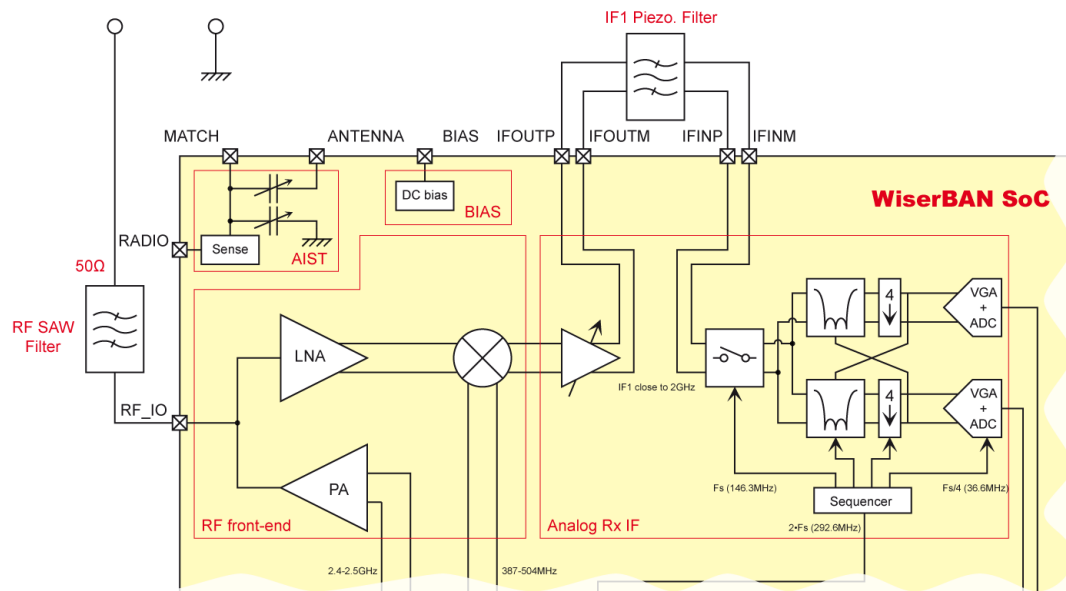 IF1 Piezo. Filter
MATCH
ANTENNA
BIAS
IFOUTP
IFOUTM
IFINP
IFINM
DC bias
BIAS
WiserBAN SoC
RADIO
Sense
AIST
50Ω
RF SAW
Filter
LNA
IF1 close to 2GHz
4
VGA
+
ADC
4
VGA
+
ADC
RF_IO
PA
Fs (146.3MHz)
Fs/4 (36.6MHz)
Sequencer
RF front-end
Analog Rx IF
2•Fs (292.6MHz)
2.4-2.5GHz
387-504MHz